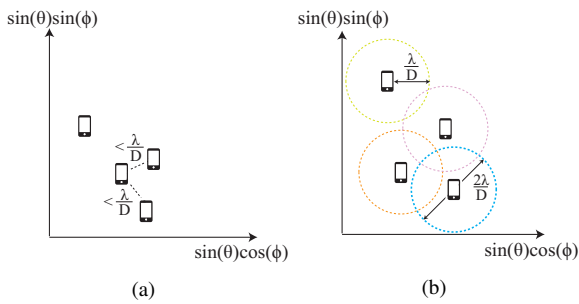 sin(θ)sin(ϕ)
< λ/D
< λ/D
sin(θ)cos(ϕ)
(a)
sin(θ)sin(ϕ)
λ/D
2λ/D
sin(θ)cos(ϕ)
(b)